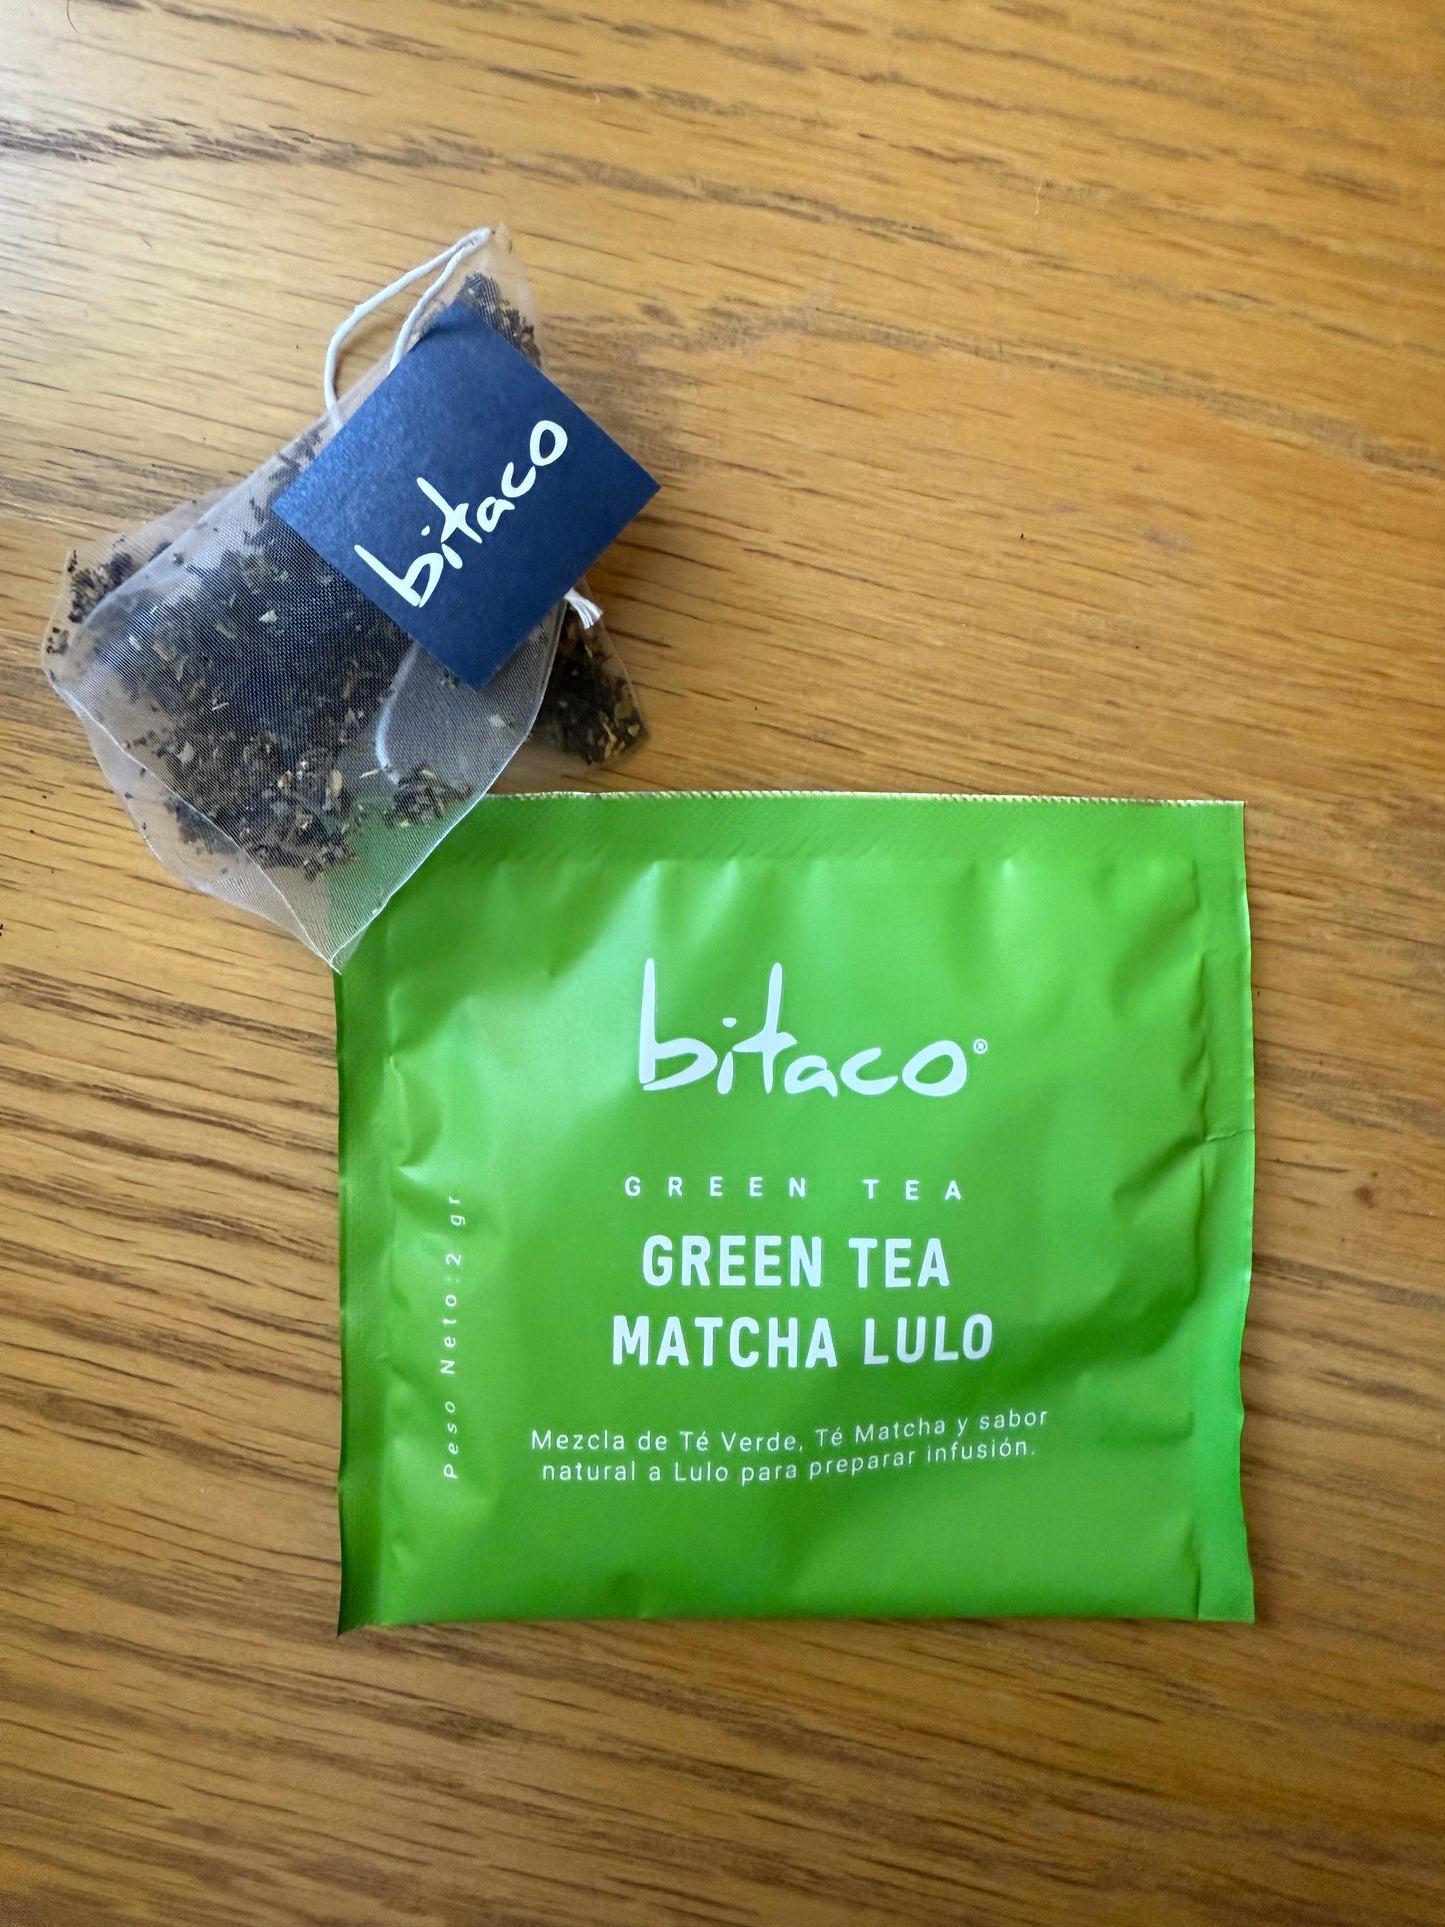 bitaco
bitaco®
GREEN TEA
GREEN TEA
MATCHA LULO
Mezcla de Té Verde, Té Matcha y sabor
natural a Lulo para preparar infusión.
Peso Neto: 2 gr